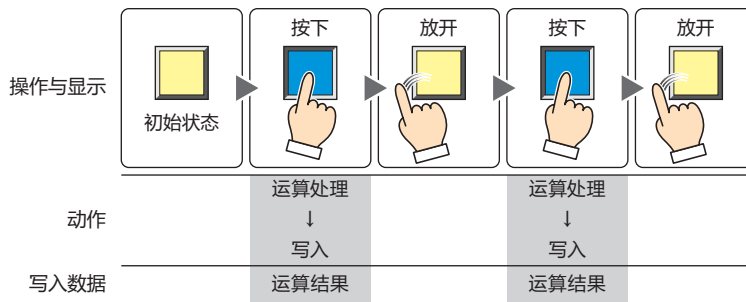 按下
放开
按下
放开
操作与显示
初始状态
运算处理
运算处理
动作
↓
↓
写入
写入
写入数据
运算结果
运算结果